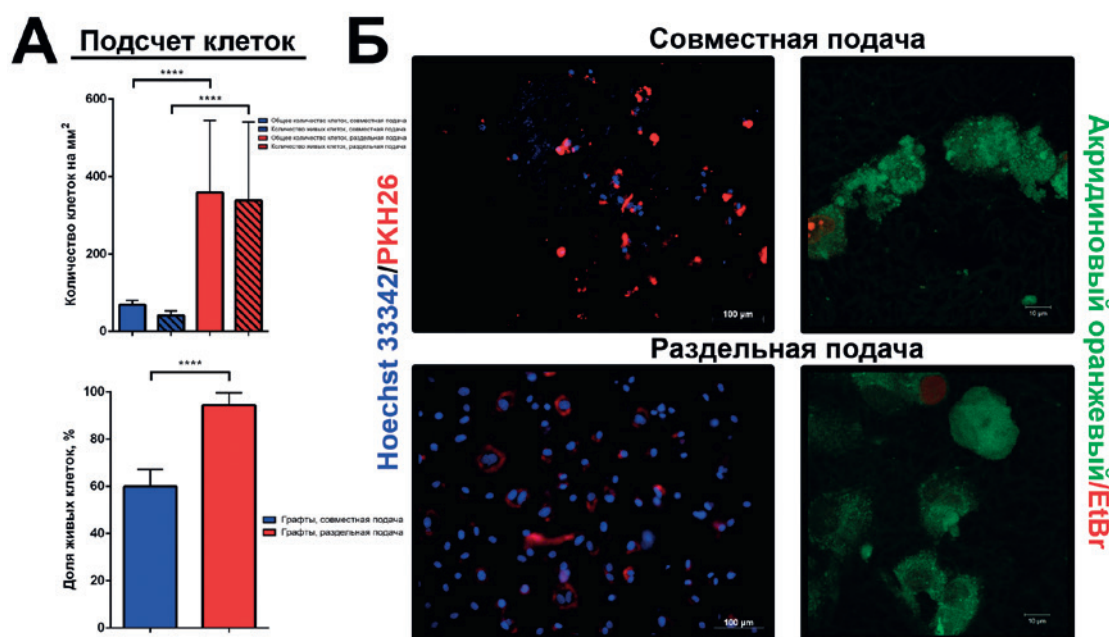 А
Подсчет клеток
****
****
600
400
200
0
Количество клеток на мм²
Общее количество клеток, совместная подача
Количество живых клеток, совместная подача
Общее количество клеток, раздельная подача
Количество живых клеток, раздельная подача
****
100
80
60
40
20
0
Доля живых клеток, %
Графты, совместная подача
Графты, раздельная подача
Б
Совместная подача
Hoechst 33342/PKH26
100 µm
10 µm
Раздельная подача
100 µm
10 µm
Акридиновый оранжевый/EtBr